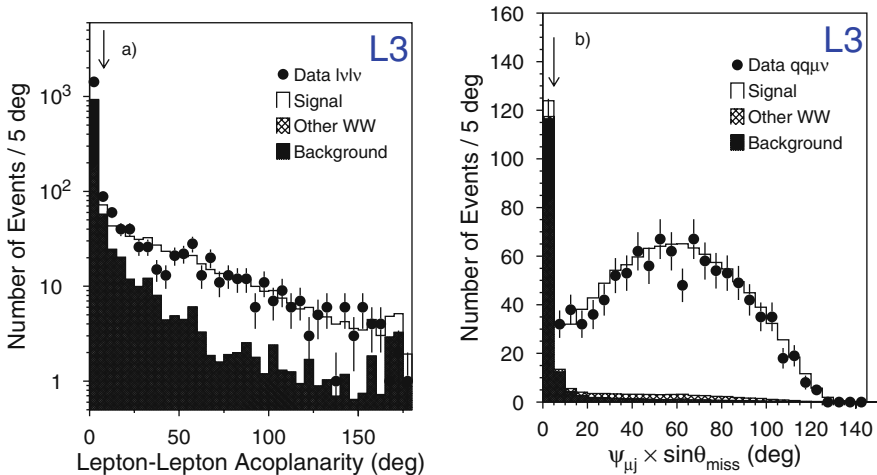 a)
L3
Data lνlν
Signal
Other WW
Background
Number of Events / 5 deg
10³
10²
10
1
0 50 100 150
Lepton-Lepton Acoplanarity (deg)
b)
L3
Data qqμν
Signal
Other WW
Background
Number of Events / 5 deg
160
140
120
100
80
60
40
20
0
0 20 40 60 80 100 120 140
ψμj × sinθmiss (deg)